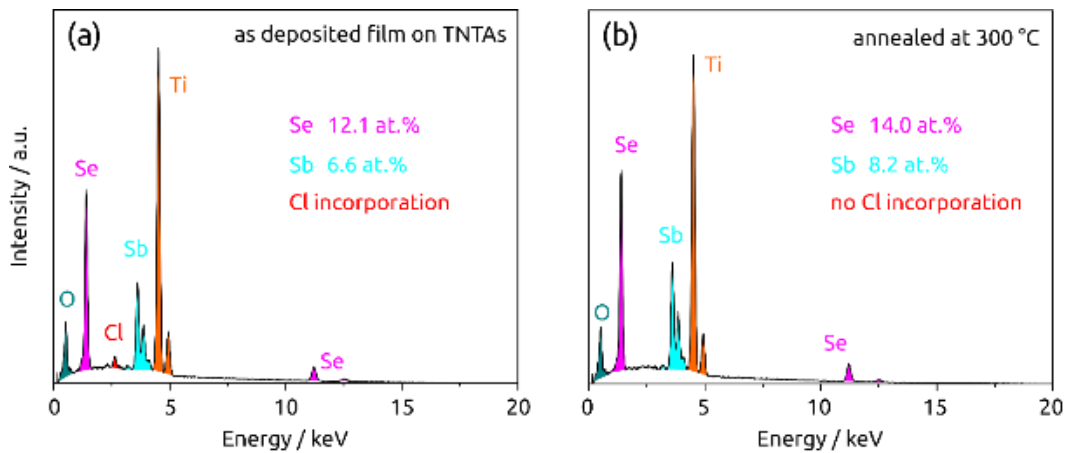 (a)
as deposited film on TNTAs
Ti
Se 12.1 at.%
Sb 6.6 at.%
Cl incorporation
Se
Sb
O
Cl
Se
Intensity / a.u.
0 5 10 15 20
Energy / keV
(b)
annealed at 300 °C
Ti
Se 14.0 at.%
Sb 8.2 at.%
no Cl incorporation
Se
Sb
O
Se
0 5 10 15 20
Energy / keV